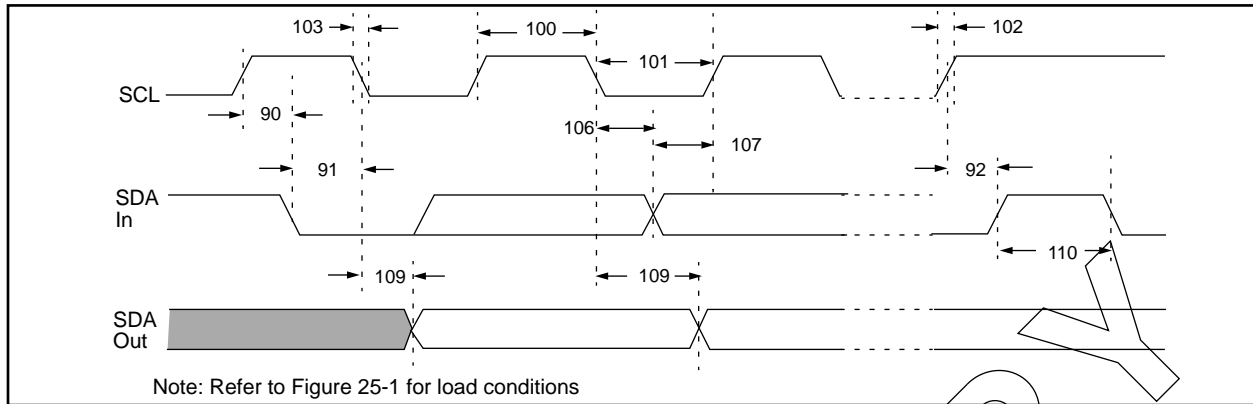 103
100
102
101
SCL
90
106
107
91
92
SDA
In
110
109
109
SDA
Out
Note: Refer to Figure 25-1 for load conditions
Y